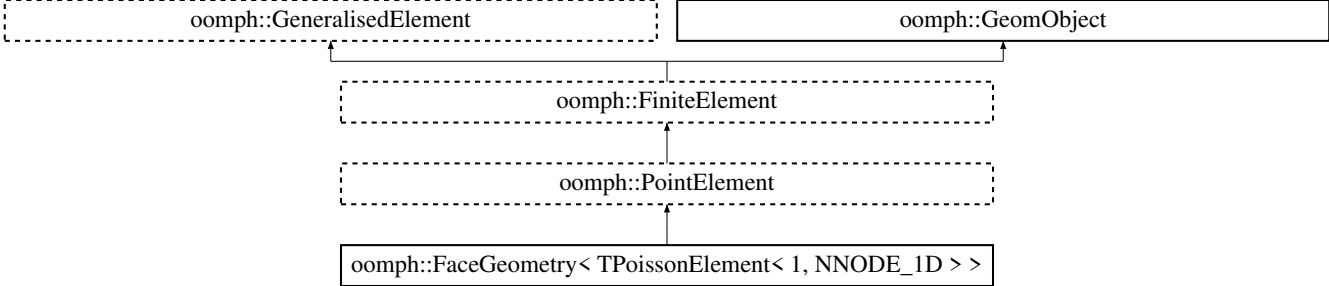 oomph::GeneralisedElement
oomph::GeomObject
oomph::FiniteElement
oomph::PointElement
oomph::FaceGeometry< TPoissonElement< 1, NNODE_1D > >